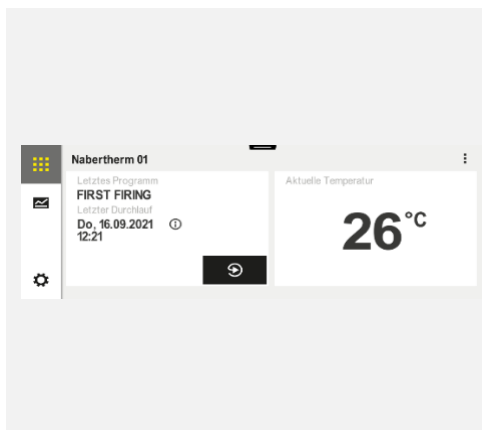 Nabertherm 01
Letztes Programm
FIRST FIRING
Letzter Durchlauf
Do, 16.09.2021
12:21
Aktuelle Temperatur
26°C